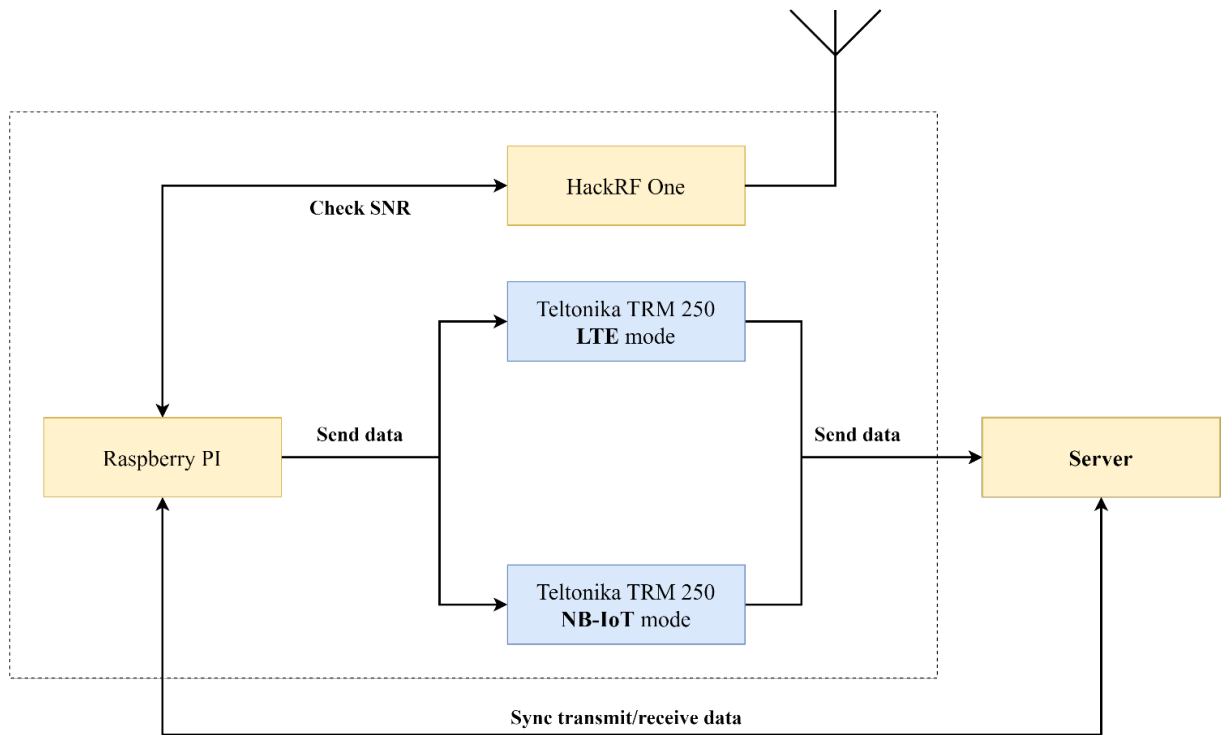 HackRF One
Check SNR
Teltonika TRM 250
LTE mode
Send data
Send data
Raspberry PI
Server
Teltonika TRM 250
NB-IoT mode
Sync transmit/receive data